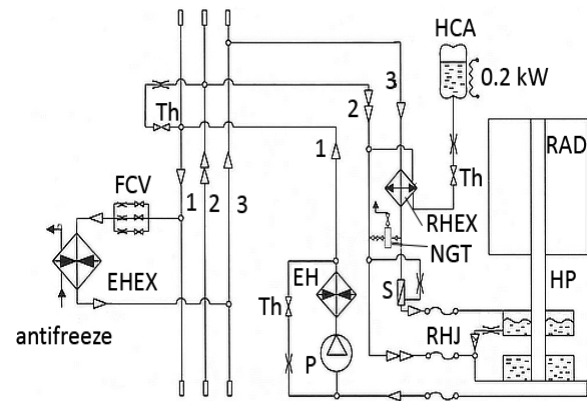 HCA
0.2 kW
3
2
Th
1
RAD
FCV
1 2 3
Th
RHEX
NGT
EHEX
EH
HP
Th
S
antifreeze
RHJ
P